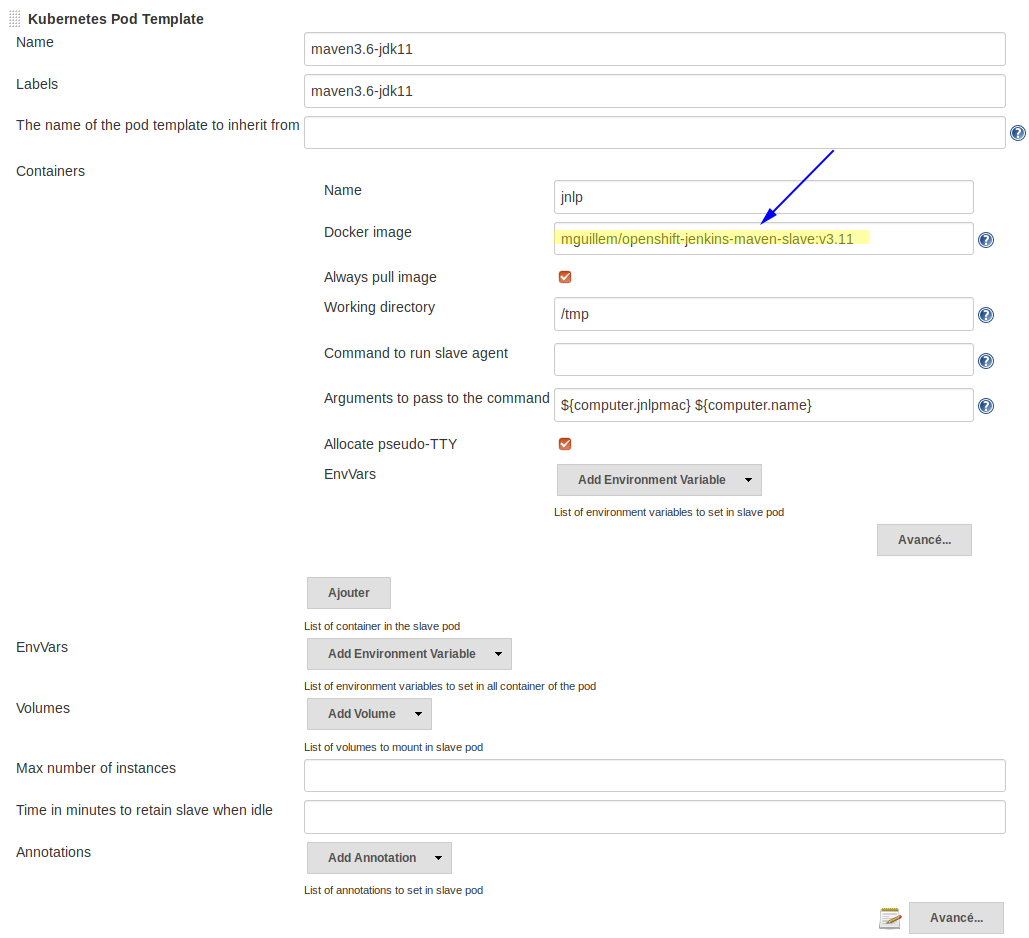 Kubernetes Pod Template
Name
maven3.6-jdk11
Labels
maven3.6-jdk11
The name of the pod template to inherit from
Containers
Name
jnlp
Docker image
mguillem/openshift-jenkins-maven-slave:v3.11
Always pull image
Working directory
/tmp
Command to run slave agent
Arguments to pass to the command
${computer.jnlpmac} ${computer.name}
Allocate pseudo-TTY
EnvVars
Add Environment Variable
List of environment variables to set in slave pod
Avancé...
Ajouter
List of container in the slave pod
EnvVars
Add Environment Variable
List of environment variables to set in all container of the pod
Volumes
Add Volume
List of volumes to mount in slave pod
Max number of instances
Time in minutes to retain slave when idle
Annotations
Add Annotation
List of annotations to set in slave pod
Avancé...